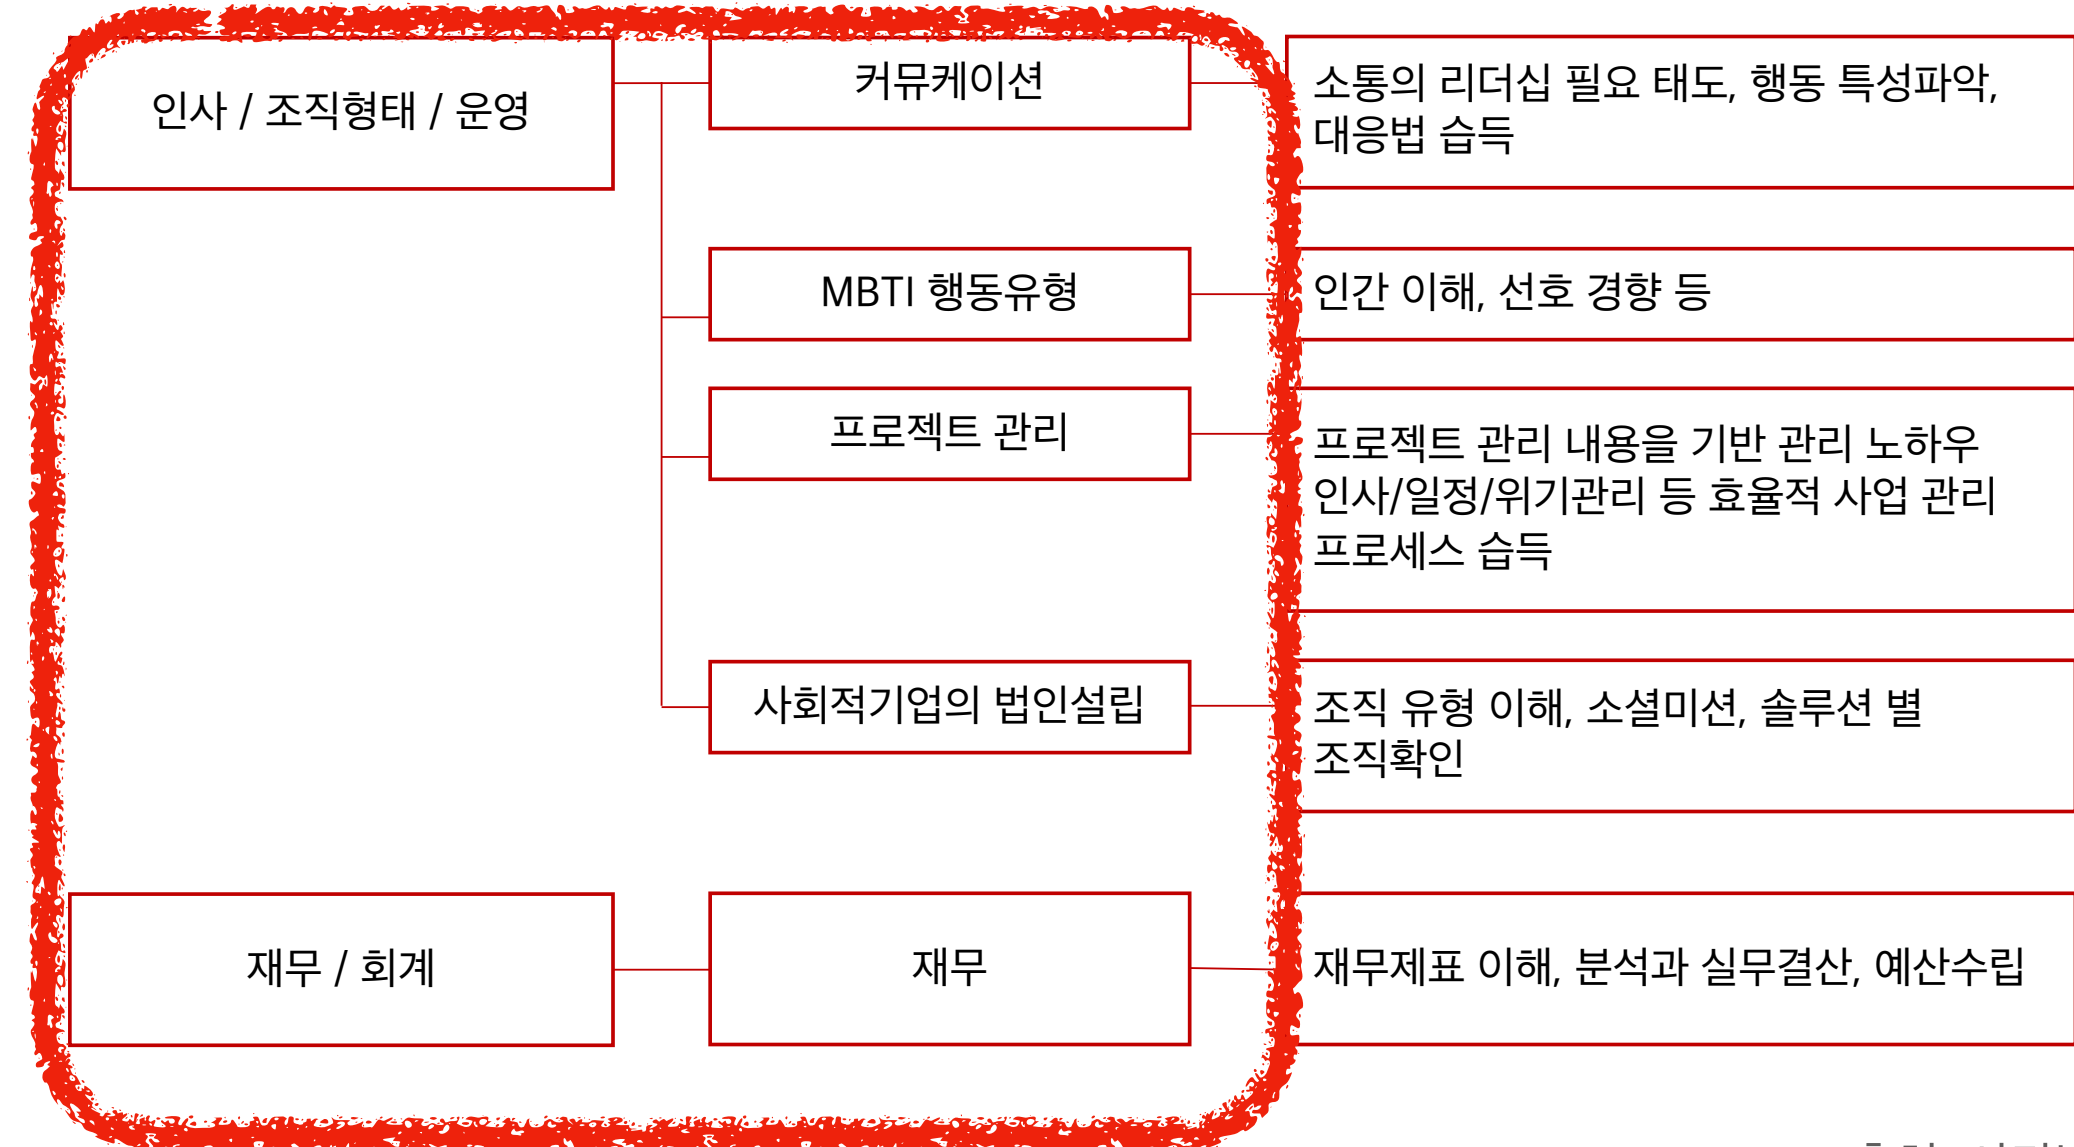 인사 / 조직형태 / 운영
커뮤케이션
소통의 리더십 필요 태도, 행동 특성파악,
대응법 습득
MBTI 행동유형
인간 이해, 선호 경향 등
프로젝트 관리
프로젝트 관리 내용을 기반 관리 노하우
인사/일정/위기관리 등 효율적 사업 관리
프로세스 습득
사회적기업의 법인설립
조직 유형 이해, 소셜미션, 솔루션 별
조직확인
재무 / 회계
재무
재무제표 이해, 분석과 실무결산, 예산수립